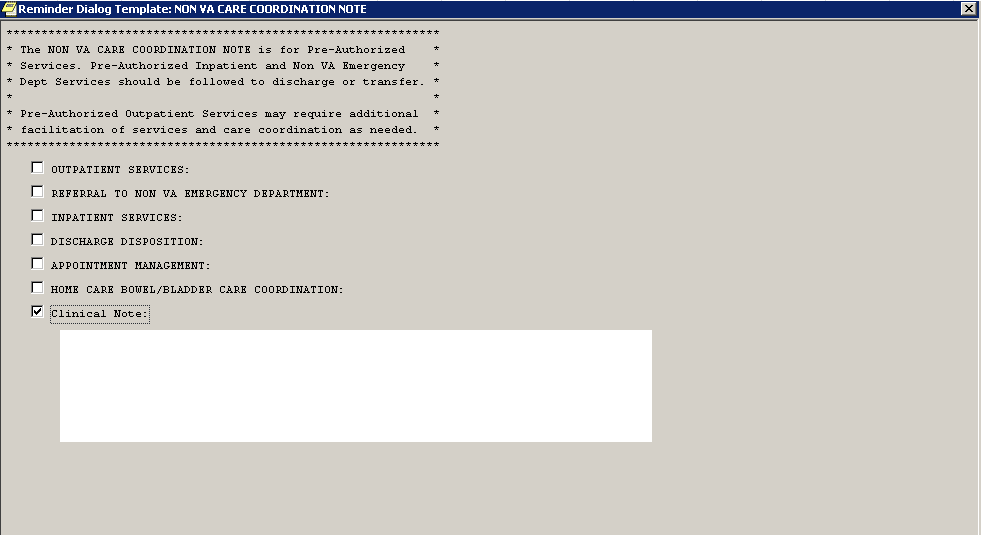 Reminder Dialog Template: NON VA CARE COORDINATION NOTE
**************************************************************
* The NON VA CARE COORDINATION NOTE is for Pre-Authorized    *
* Services. Pre-Authorized Inpatient and Non VA Emergency    *
* Dept Services should be followed to discharge or transfer. *
*                                                            *
* Pre-Authorized Outpatient Services may require additional  *
* facilitation of services and care coordination as needed.  *
**************************************************************
OUTPATIENT SERVICES:
REFERRAL TO NON VA EMERGENCY DEPARTMENT:
INPATIENT SERVICES:
DISCHARGE DISPOSITION:
APPOINTMENT MANAGEMENT:
HOME CARE BOWEL/BLADDER CARE COORDINATION:
Clinical Note: